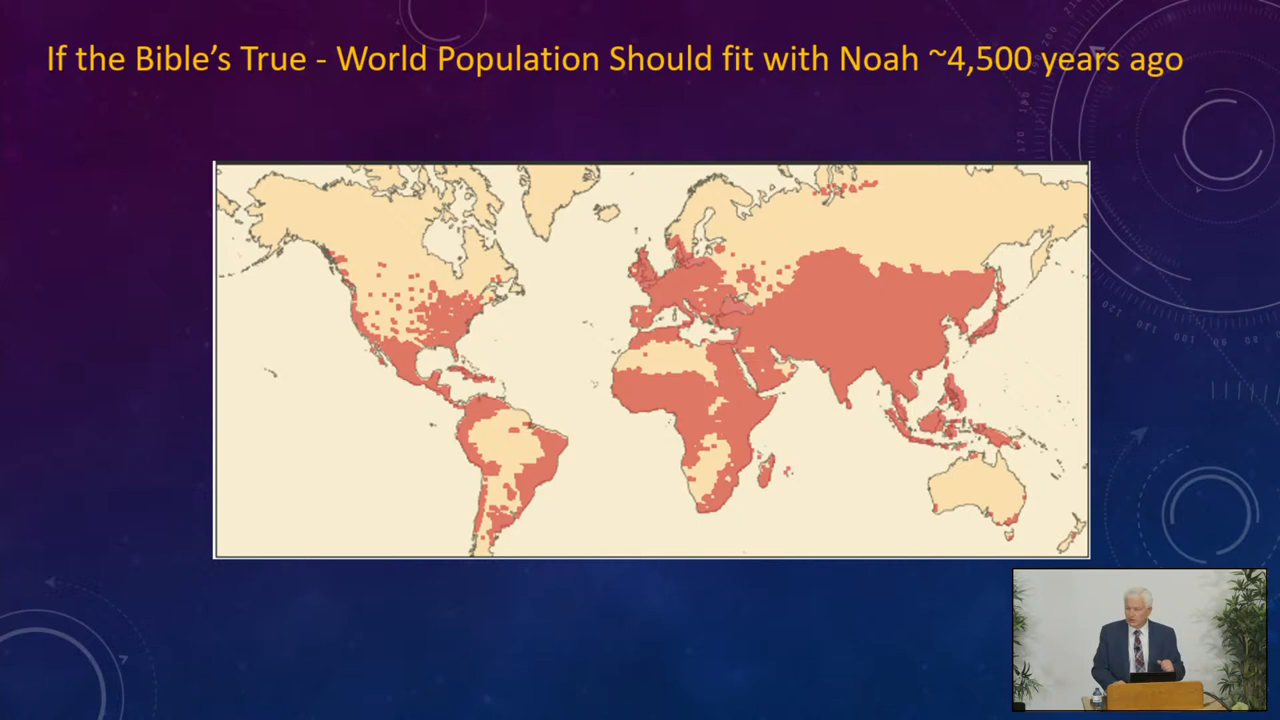 If the Bible’s True - World Population Should fit with Noah ~4,500 years ago